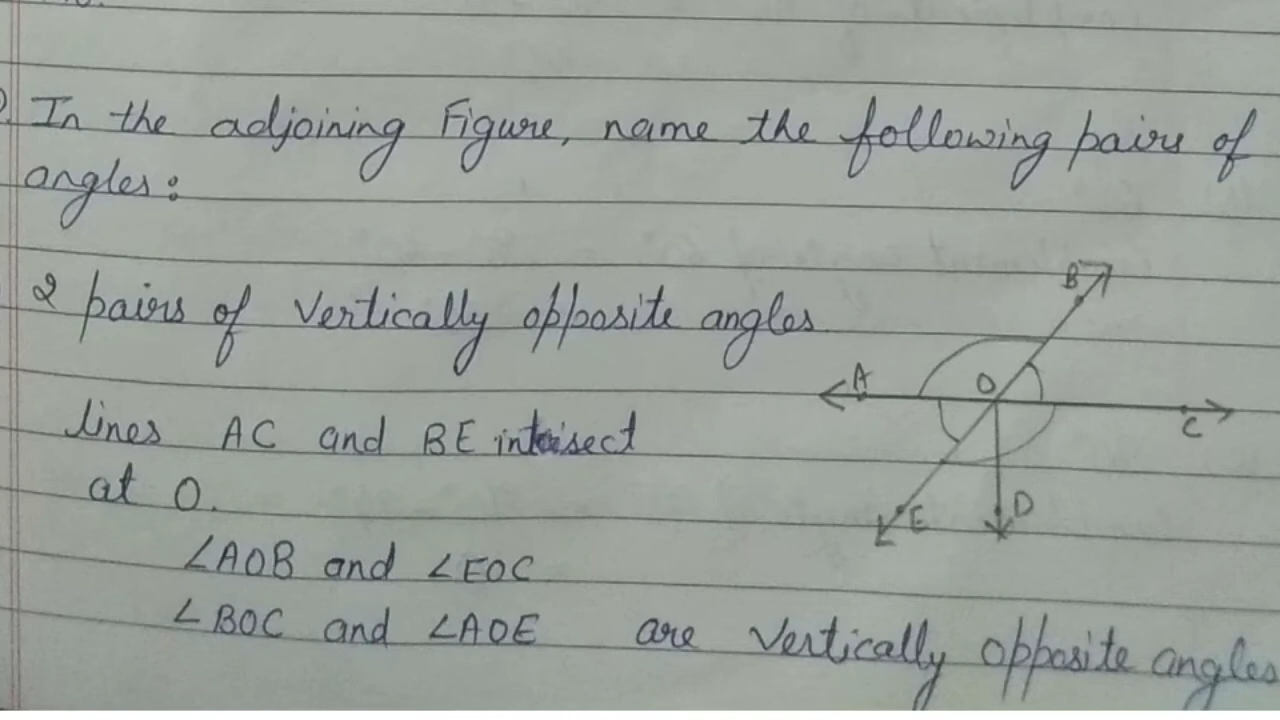 In the adjoining Figure, name the following pairs of
angles:
2 pairs of Vertically opposite angles
B
A
O
C
lines AC and BE intersect
at O.
E
D
∠AOB and ∠EOC
∠BOC and ∠AOE are Vertically opposite angles